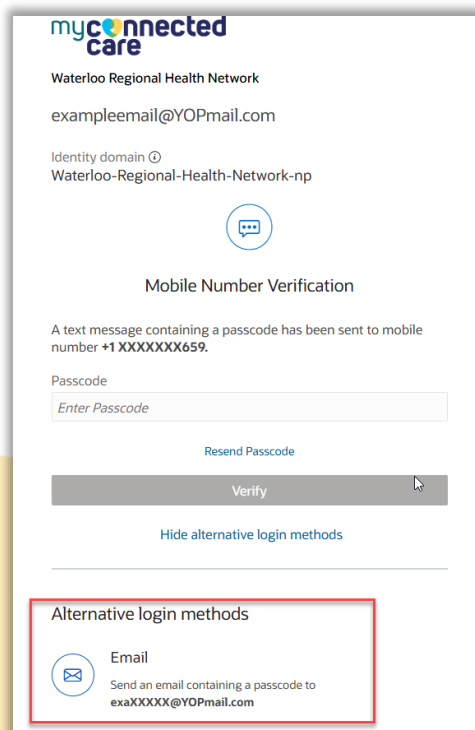 myconnected
care
Waterloo Regional Health Network
exampleemail@YOPmail.com
Identity domain
Waterloo-Regional-Health-Network-np
Mobile Number Verification
A text message containing a passcode has been sent to mobile
number +1 XXXXXXX659.
Passcode
Enter Passcode
Resend Passcode
Verify
Hide alternative login methods
Alternative login methods
Email
Send an email containing a passcode to
exaXXXXX@YOPmail.com